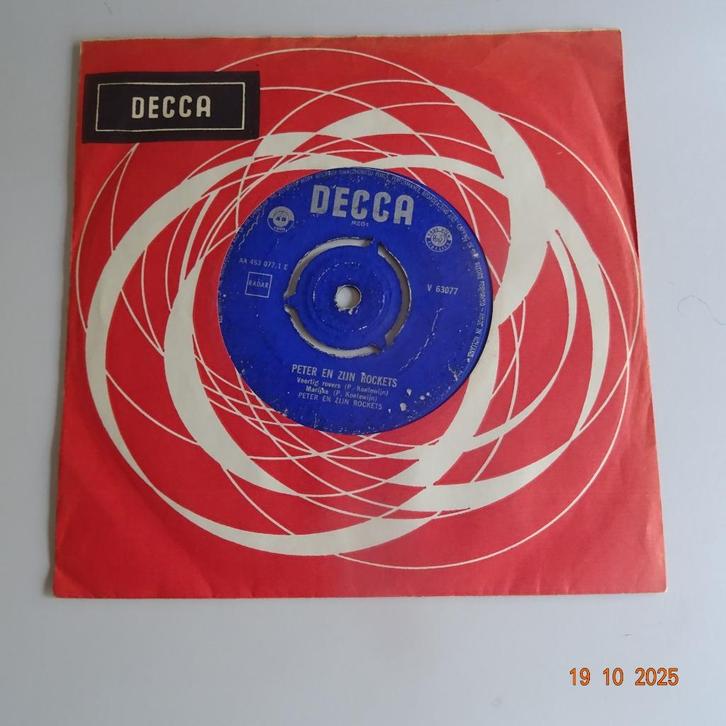 DECCA
DECCA
AA 463 077.1 E
RADAR
V 63077
PETER EN ZIJN ROCKETS
Veertig rovers (P. Koelewijn)
Marijke (P. Koelewijn)
PETER EN ZIJN ROCKETS
19 10 2025